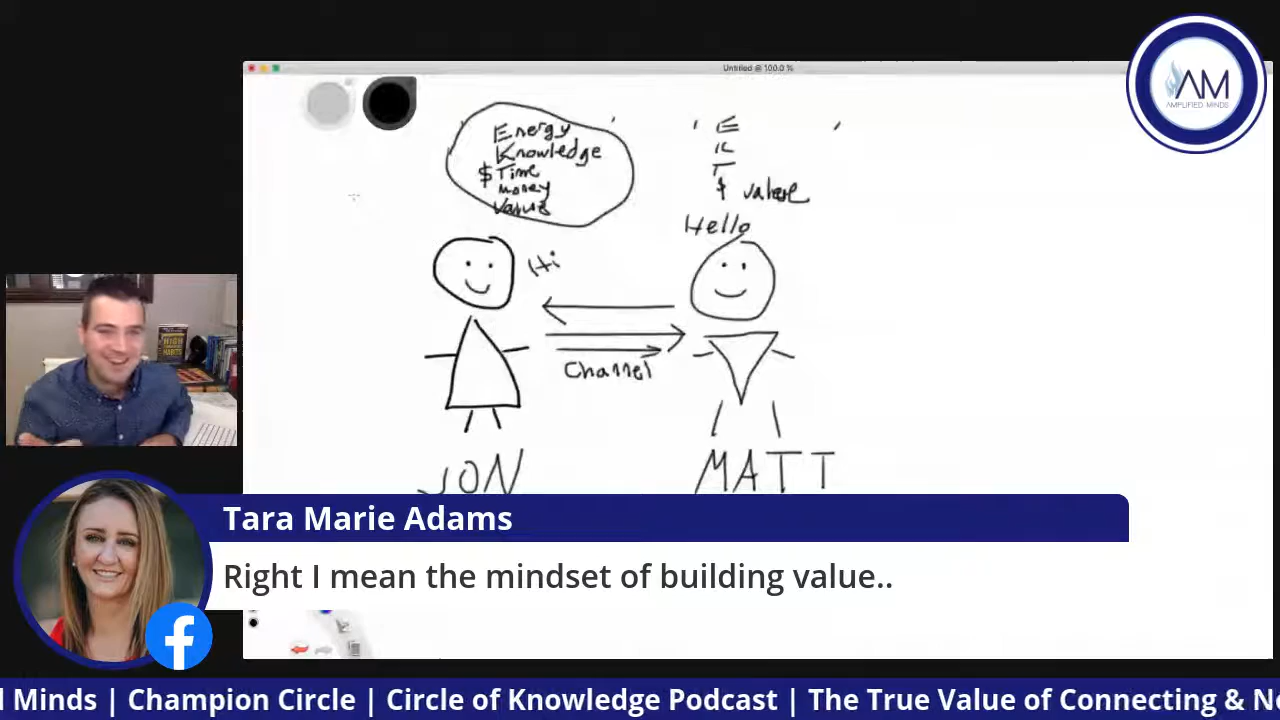 Untitled @ 100.0 %
AM
AMPLIFIED MINDS
Energy
Knowledge
$ Time
Money
Value
E
K
T
$ value
Hello
Hi
Channel
JON
MATT
HIGH
HABITS
Tara Marie Adams
Right I mean the mindset of building value..
Minds | Champion Circle | Circle of Knowledge Podcast | The True Value of Connecting &